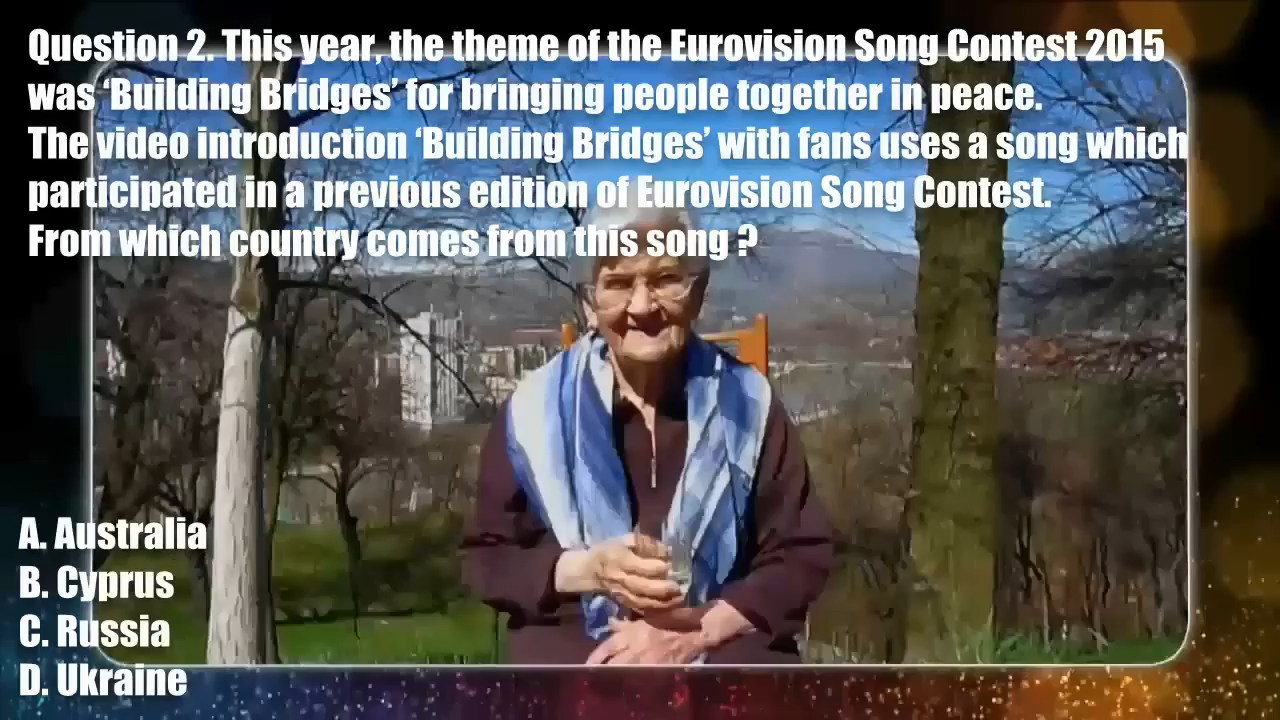 Question 2. This year, the theme of the Eurovision Song Contest 2015
was ‘Building Bridges’ for bringing people together in peace.
The video introduction ‘Building Bridges’ with fans uses a song which
participated in a previous edition of Eurovision Song Contest.
From which country comes from this song ?
A. Australia
B. Cyprus
C. Russia
D. Ukraine